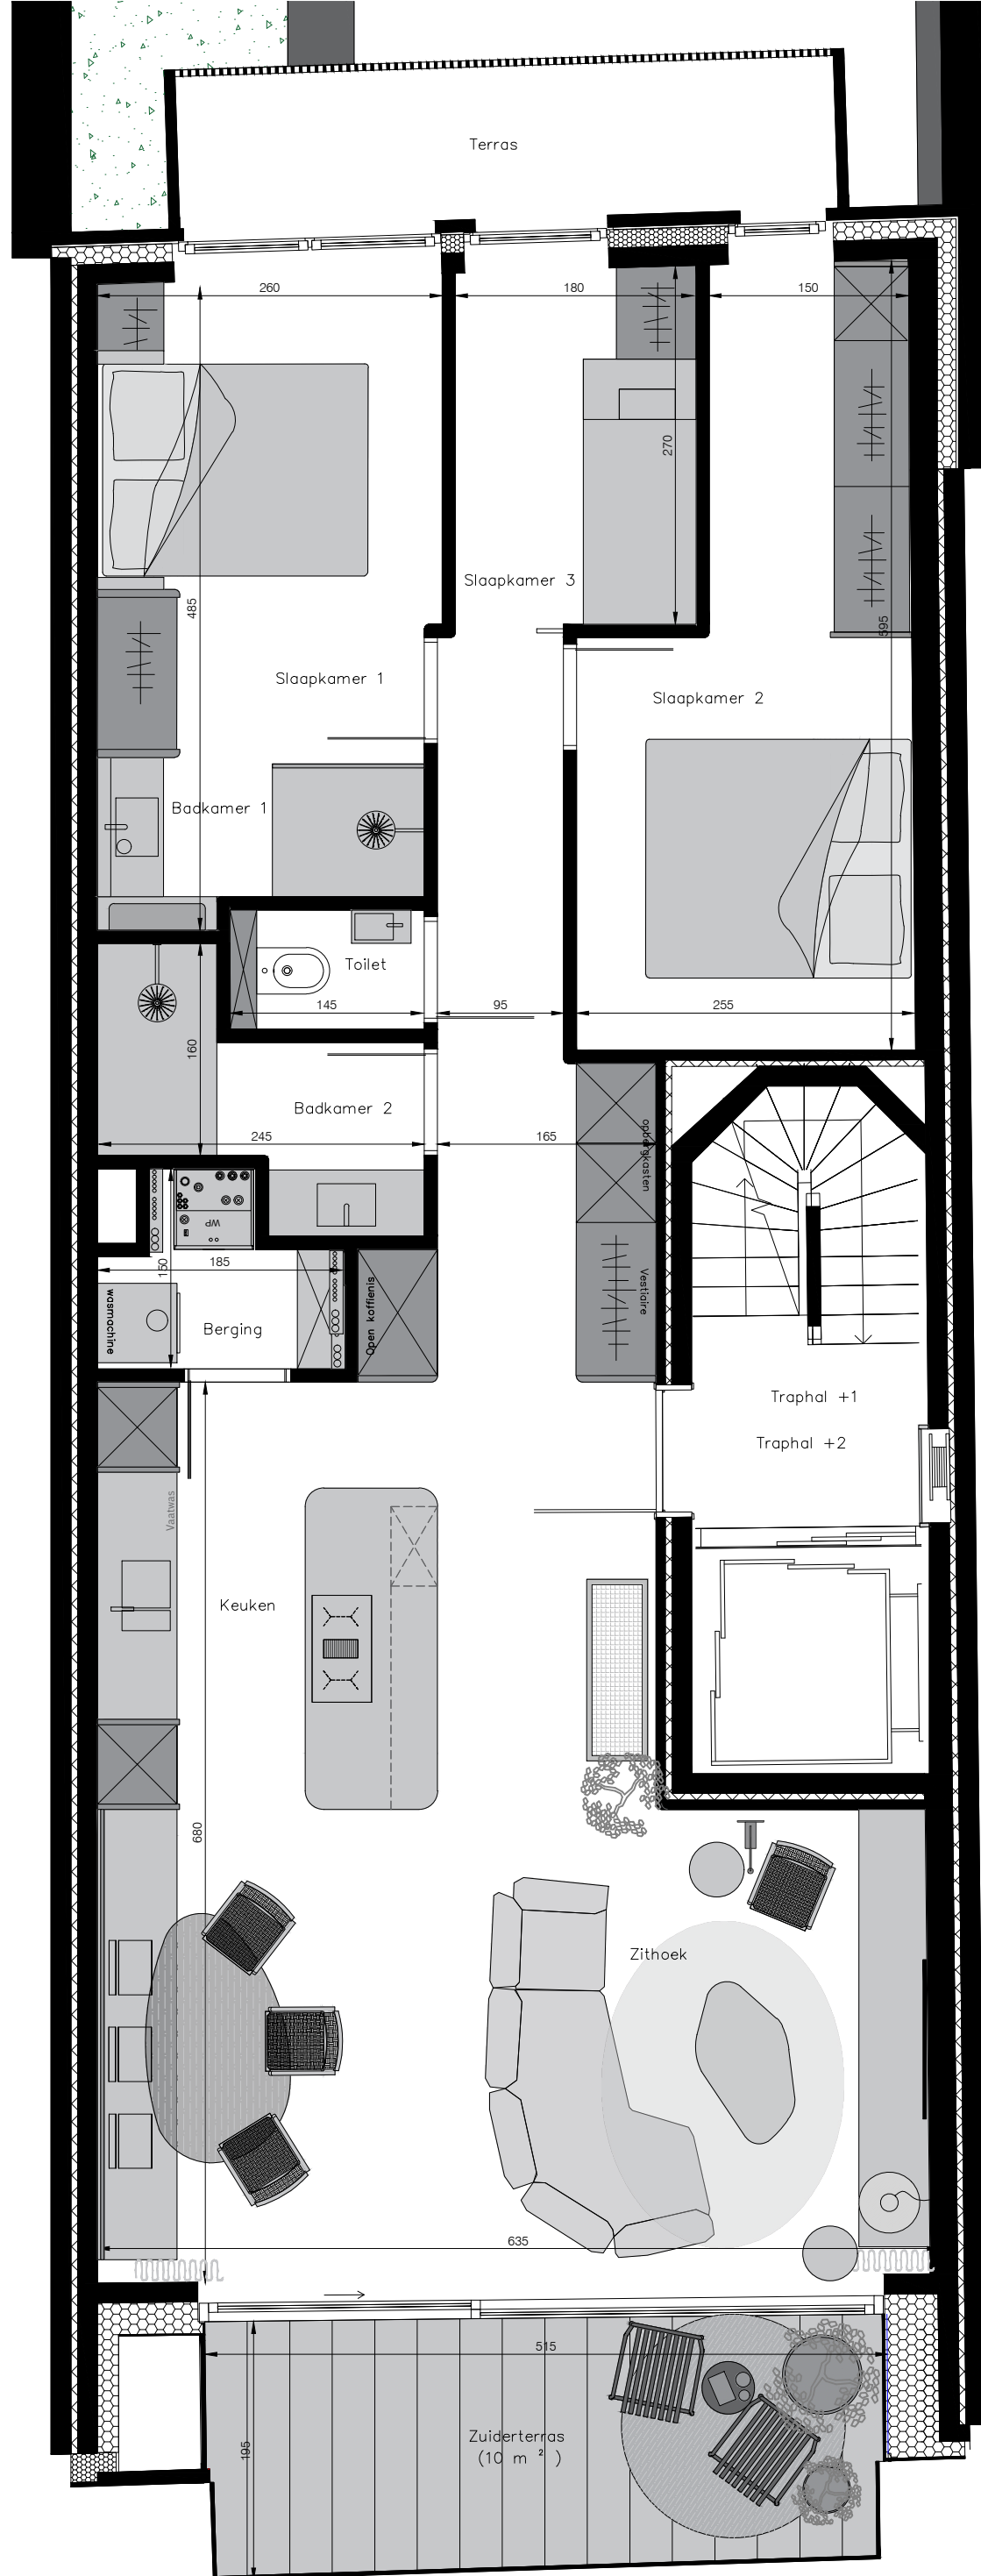 Terras
260
180
150
270
Slaapkamer 3
485
595
Slaapkamer 1
Slaapkamer 2
Badkamer 1
Toilet
145
95
255
160
Badkamer 2
245
165
opbergkasten
WP
150
185
wasmachine
Berging
Open koffienis
Vestiaire
Traphal +1
Traphal +2
Vaatwas
Keuken
680
Zithoek
635
515
195
Zuiderterras
(10 m ²)